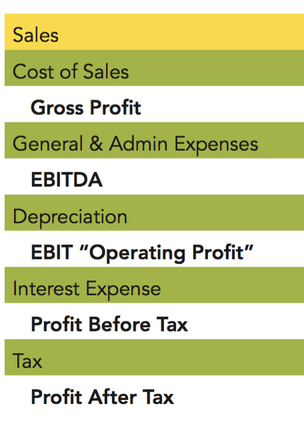 Sales
Cost of Sales
Gross Profit
General & Admin Expenses
EBITDA
Depreciation
EBIT “Operating Profit”
Interest Expense
Profit Before Tax
Tax
Profit After Tax